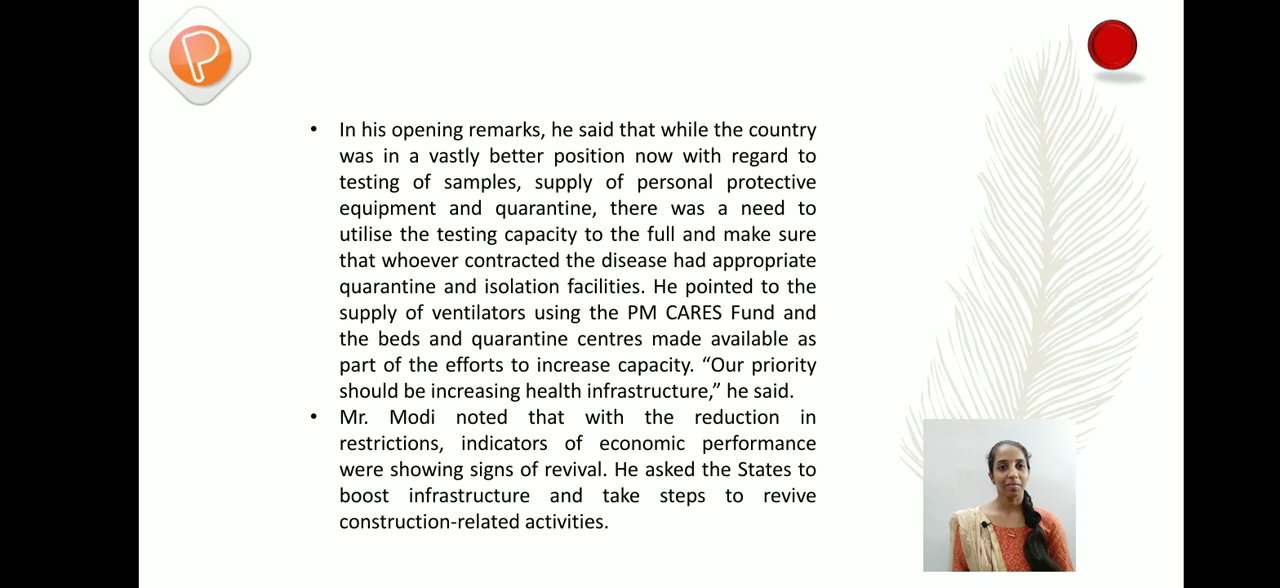 P
• In his opening remarks, he said that while the country
was in a vastly better position now with regard to
testing of samples, supply of personal protective
equipment and quarantine, there was a need to
utilise the testing capacity to the full and make sure
that whoever contracted the disease had appropriate
quarantine and isolation facilities. He pointed to the
supply of ventilators using the PM CARES Fund and
the beds and quarantine centres made available as
part of the efforts to increase capacity. “Our priority
should be increasing health infrastructure,” he said.
• Mr. Modi noted that with the reduction in
restrictions, indicators of economic performance
were showing signs of revival. He asked the States to
boost infrastructure and take steps to revive
construction-related activities.